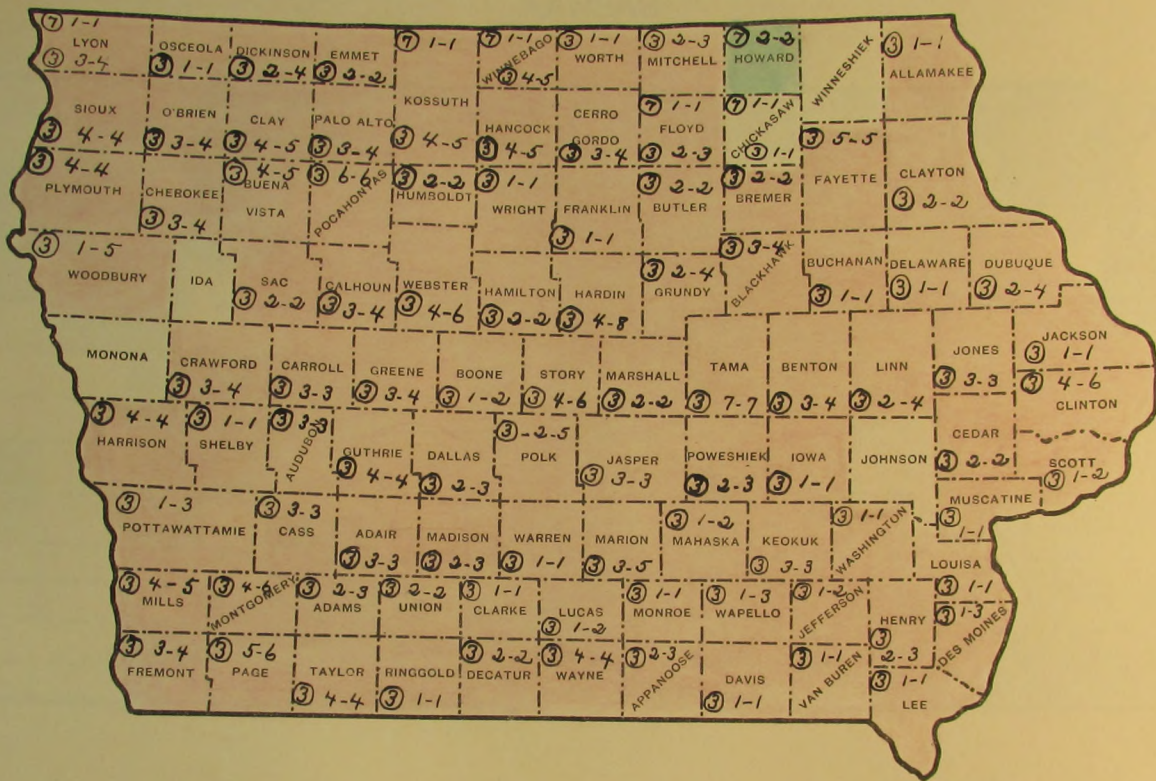 ⑦ 1-1
LYON
③ 3-4
OSCEOLA
③ 1-1
DICKINSON
③ 2-4
EMMET
③ 2-2
⑦ 1-1
KOSSUTH
③ 4-5
⑦ 1-1
WINNEBAGO
③ 4-5
③ 1-1
WORTH
③ 2-3
MITCHELL
⑦ 2-2
HOWARD
WINNESHIEK
③ 1-1
ALLAMAKEE
SIOUX
③ 4-4
O'BRIEN
③ 3-4
CLAY
③ 4-5
PALO ALTO
③ 3-4
HANCOCK
③ 4-5
CERRO
GORDO
③ 3-4
⑦ 1-1
FLOYD
③ 2-3
⑦ 1-1
CHICKASAW
③ 1-1
③ 5-5
FAYETTE
CLAYTON
③ 2-2
③ 4-4
PLYMOUTH
CHEROKEE
③ 3-4
③ 4-5
BUENA
VISTA
③ 6-6
POCAHONTAS
③ 2-2
HUMBOLDT
③ 1-1
WRIGHT
FRANKLIN
③ 1-1
③ 2-2
BUTLER
③ 2-2
BREMER
③ 1-5
WOODBURY
IDA
SAC
③ 2-2
CALHOUN
③ 3-4
WEBSTER
③ 4-6
HAMILTON
③ 2-2
HARDIN
③ 4-8
③ 2-4
GRUNDY
③ 3-4
BLACKHAWK
BUCHANAN
③ 1-1
DELAWARE
③ 1-1
DUBUQUE
③ 2-4
MONONA
CRAWFORD
③ 3-4
CARROLL
③ 3-3
GREENE
③ 3-4
BOONE
③ 1-2
STORY
③ 4-6
MARSHALL
③ 2-2
TAMA
③ 7-7
BENTON
③ 3-4
LINN
③ 2-4
JONES
③ 3-3
JACKSON
③ 1-1
③ 4-6
CLINTON
③ 4-4
HARRISON
③ 1-1
SHELBY
③ 3-3
AUDUBON
GUTHRIE
③ 4-4
DALLAS
③ 2-3
③ -2-5
POLK
JASPER
③ 3-3
POWESHIEK
③ 2-3
IOWA
③ 1-1
JOHNSON
CEDAR
③ 2-2
SCOTT
③ 1-2
MUSCATINE
③ 1-1
③ 1-3
POTTAWATTAMIE
③ 3-3
CASS
ADAIR
③ 3-3
MADISON
③ 2-3
WARREN
③ 1-1
MARION
③ 3-5
③ 1-2
MAHASKA
KEOKUK
③ 3-3
③ 1-1
WASHINGTON
LOUISA
③ 1-1
③ 4-5
MILLS
③ 4-6
MONTGOMERY
③ 2-3
ADAMS
③ 2-2
UNION
③ 1-1
CLARKE
LUCAS
③ 1-2
③ 1-1
MONROE
③ 1-3
WAPELLO
③ 1-2
JEFFERSON
HENRY
③ 2-3
③ 1-3
DES MOINES
③ 3-4
FREMONT
③ 5-6
PAGE
TAYLOR
③ 4-4
RINGGOLD
③ 1-1
③ 2-2
DECATUR
③ 4-4
WAYNE
③ 2-3
APPANOOSE
DAVIS
③ 1-1
③ 1-1
VAN BUREN
③ 1-1
LEE